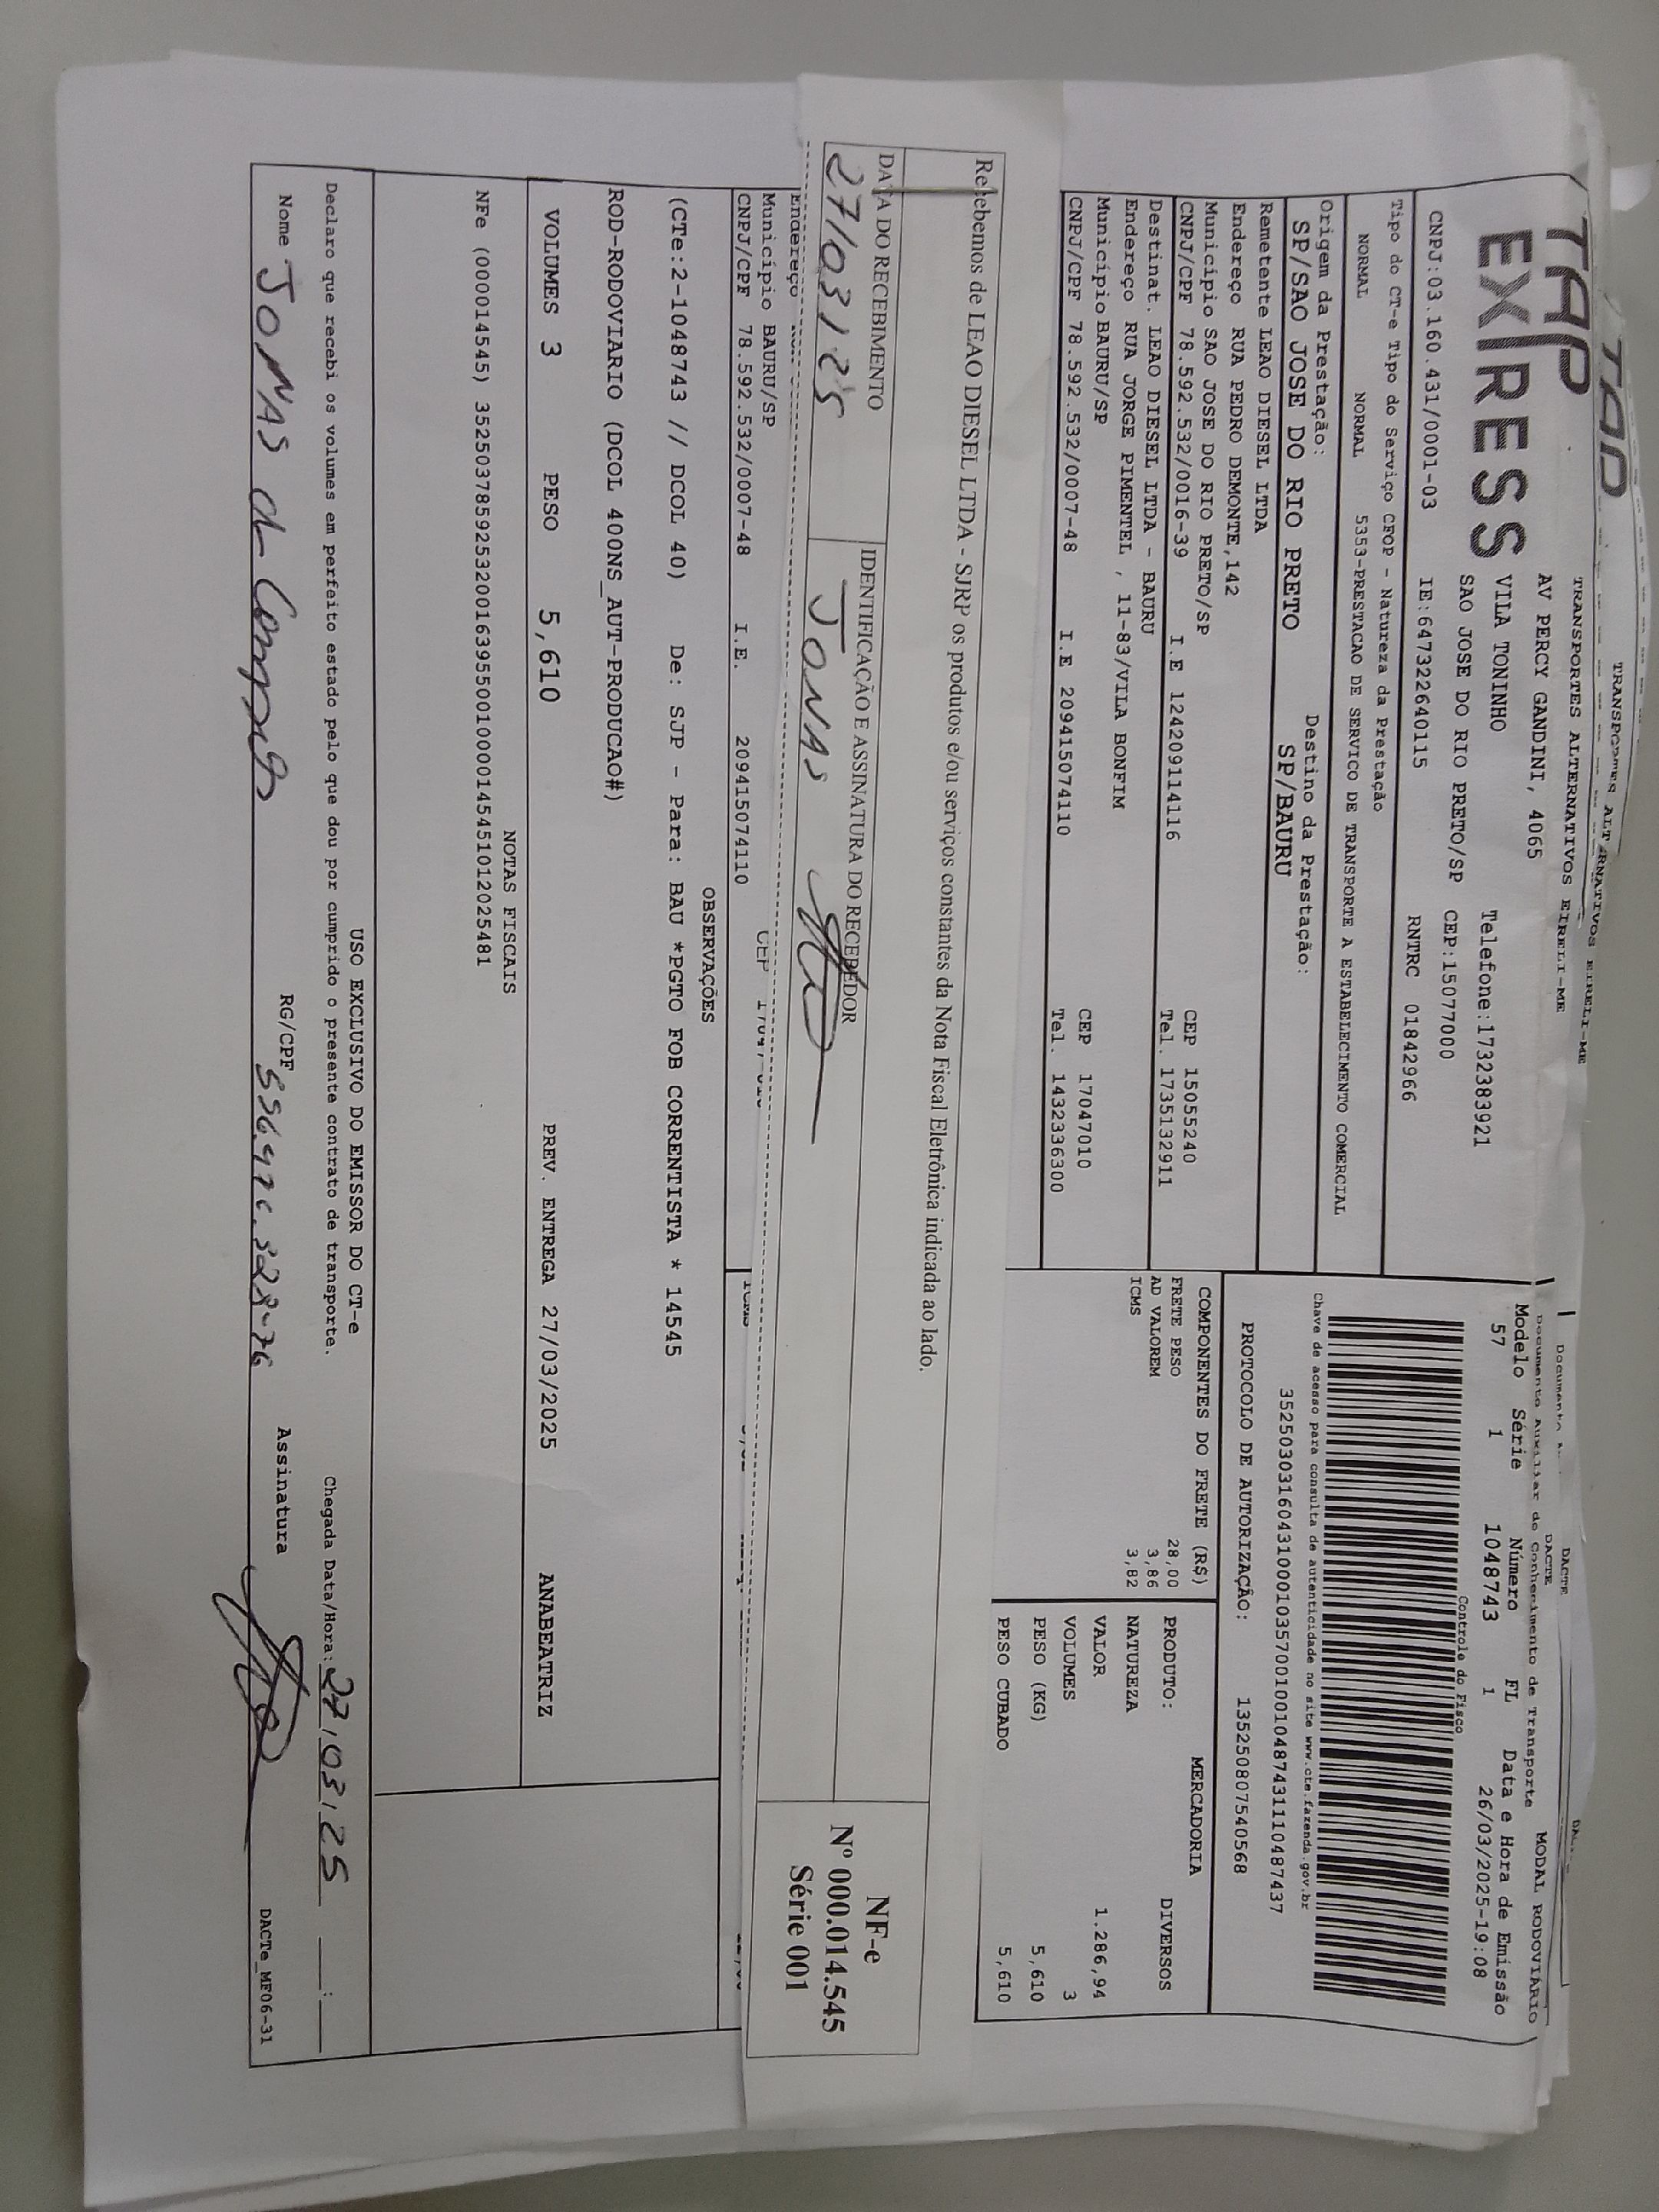 TAP EXPRESS
TRANSPORTES ALTERNATIVOS EIRELI-ME
AV PERCY GANDINI, 4065
VILA TONINHO
SAO JOSE DO RIO PRETO/SP
Telefone:1732383921
CEP:15077000
CNPJ:03.160.431/0001-03 IE:647322640115 RNTRC 01842966
Tipo do CT-e Tipo do Serviço CFOP - Natureza da Prestação
NORMAL NORMAL 5353-PRESTACAO DE SERVICO DE TRANSPORTE A ESTABELECIMENTO COMERCIAL
Origem da Prestação: Destino da Prestação:
SP/SAO JOSE DO RIO PRETO SP/BAURU
Remetante LEAO DIESEL LTDA
Endereço RUA PEDRO DEMONTE,142
Município SAO JOSE DO RIO PRETO/SP CEP 15055240
CNPJ/CPF 78.592.532/0016-39 I.E 124209114116 Tel. 1735132911
Destinat. LEAO DIESEL LTDA - BAURU
Endereço RUA JORGE PIMENTEL , 11-83/VILA BONFIM
Município BAURU/SP CEP 17047010
CNPJ/CPF 78.592.532/0007-48 I.E 209415074110 Tel. 1432336300
DACTE
Documento Auxiliar de Conhecimento de Transporte
MODAL RODOVIÁRIO
Modelo Série Número FL Data e Hora de Emissão
57 1 1048743 1 26/03/2025-19:08
Controle do Fisco
Chave de acesso para consulta de autenticidade no site www.cte.fazenda.gov.br
35250303160431000103570010010487431110487437
PROTOCOLO DE AUTORIZAÇÃO: 135250807540568
COMPONENTES DO FRETE (R$)
FRETE PESO 28,00
AD VALOREM 3,86
ICMS 3,82
MERCADORIA
PRODUTO: DIVERSOS
NATUREZA
VALOR 1.286,94
VOLUMES 3
PESO (KG) 5,610
PESO CUBADO 5,610
Recebemos de LEAO DIESEL LTDA - SJRP os produtos e/ou serviços constantes da Nota Fiscal Eletrônica indicada ao lado.
DATA DO RECEBIMENTO IDENTIFICAÇÃO E ASSINATURA DO RECEBEDOR
27/03/25 JONAS
NF-e
Nº 000.014.545
Série 001
Endereço
Município BAURU/SP CEP
CNPJ/CPF 78.592.532/0007-48 I.E. 209415074110
OBSERVAÇÕES
(CTe:2-1048743 // DCOL 40) De: SJP - Para: BAU *PGTO FOB CORRENTISTA * 14545
ROD-RODOVIARIO (DCOL 400NS_AUT-PRODUCAO#)
VOLUMES 3 PESO 5,610 PREV. ENTREGA 27/03/2025 ANABEATRIZ
NOTAS FISCAIS
NFe (000014545) 35250378592532001639550010000145451012025481
USO EXCLUSIVO DO EMISSOR DO CT-e
Declaro que recebi os volumes em perfeito estado pelo que dou por cumprido o presente contrato de transporte. Chegada Data/Hora: 27,03,25
Nome JONAS de RG/CPF Assinatura
DACTe_MF06-31